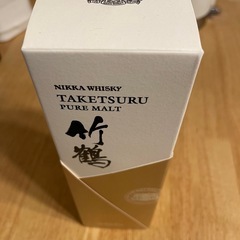 NIKKA WHISKY
TAKETSURU
PURE MALT
竹
鶴